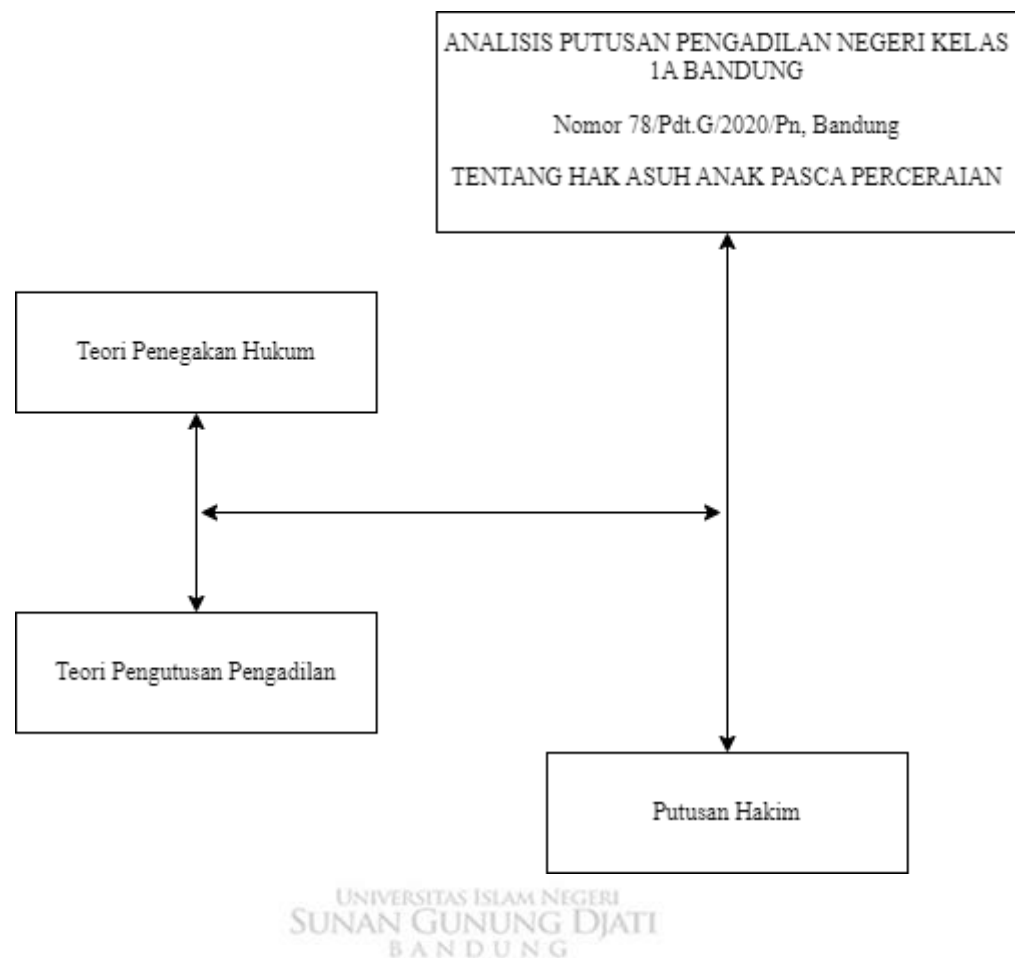 ANALISIS PUTUSAN PENGADILAN NEGERI KELAS
1A BANDUNG
Nomor 78/Pdt.G/2020/Pn, Bandung
TENTANG HAK ASUH ANAK PASCA PERCERAIAN
Teori Penegakan Hukum
Teori Pengutusan Pengadilan
Putusan Hakim
UNIVERSITAS ISLAM NEGERI
SUNAN GUNUNG DJATI
BANDUNG